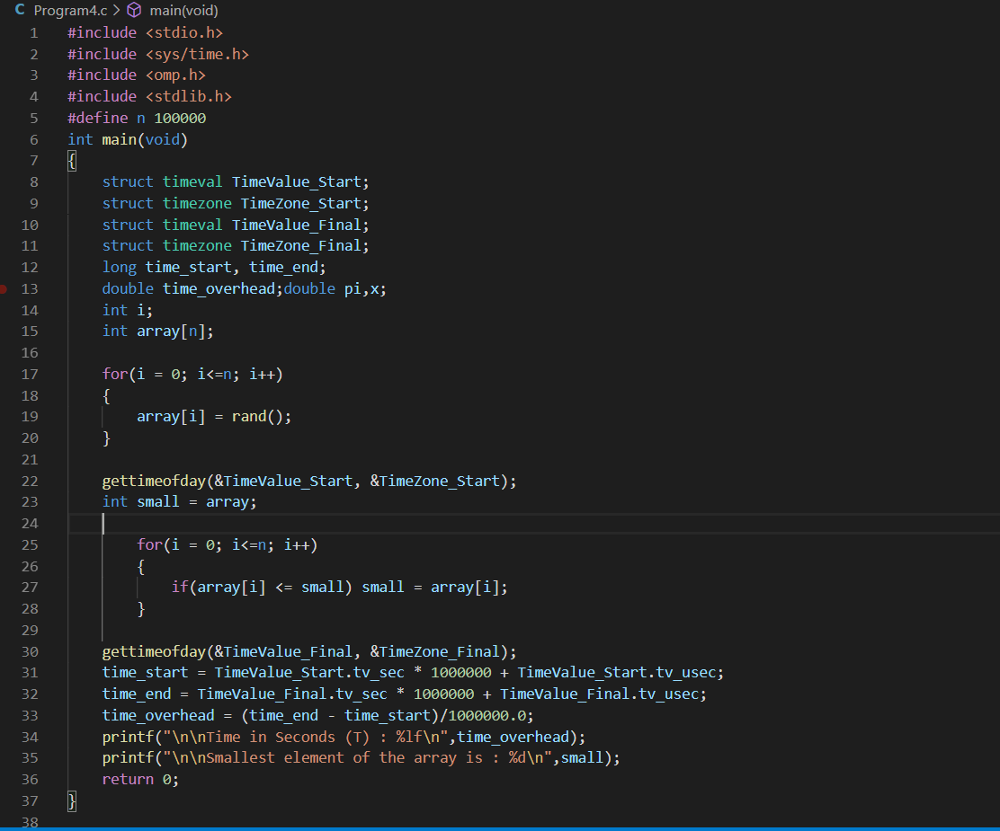 C Program4.c > main(void)
1 #include <stdio.h>
2 #include <sys/time.h>
3 #include <omp.h>
4 #include <stdlib.h>
5 #define n 100000
6 int main(void)
7 {
8     struct timeval TimeValue_Start;
9     struct timezone TimeZone_Start;
10     struct timeval TimeValue_Final;
11     struct timezone TimeZone_Final;
12     long time_start, time_end;
13     double time_overhead;double pi,x;
14     int i;
15     int array[n];
16
17     for(i = 0; i<=n; i++)
18     {
19         array[i] = rand();
20     }
21
22     gettimeofday(&TimeValue_Start, &TimeZone_Start);
23     int small = array;
24
25         for(i = 0; i<=n; i++)
26         {
27             if(array[i] <= small) small = array[i];
28         }
29
30     gettimeofday(&TimeValue_Final, &TimeZone_Final);
31     time_start = TimeValue_Start.tv_sec * 1000000 + TimeValue_Start.tv_usec;
32     time_end = TimeValue_Final.tv_sec * 1000000 + TimeValue_Final.tv_usec;
33     time_overhead = (time_end - time_start)/1000000.0;
34     printf("\n\nTime in Seconds (T) : %lf\n",time_overhead);
35     printf("\n\nSmallest element of the array is : %d\n",small);
36     return 0;
37 }
38